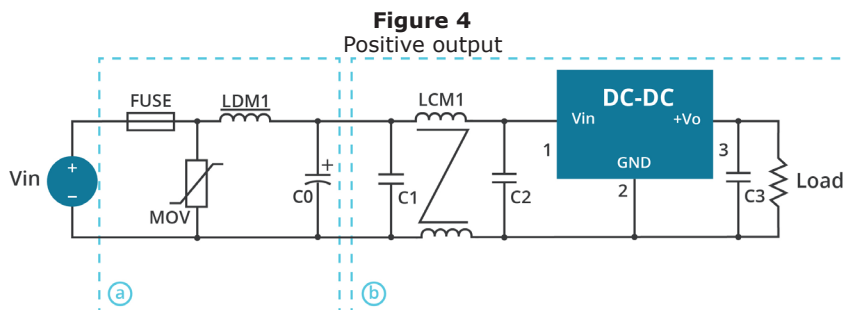 Figure 4
Positive output
FUSE
LDM1
LCM1
DC-DC
Vin
+Vo
1
3
GND
2
Vin
+
−
MOV
+
C0
C1
C2
C3
Load
a
b